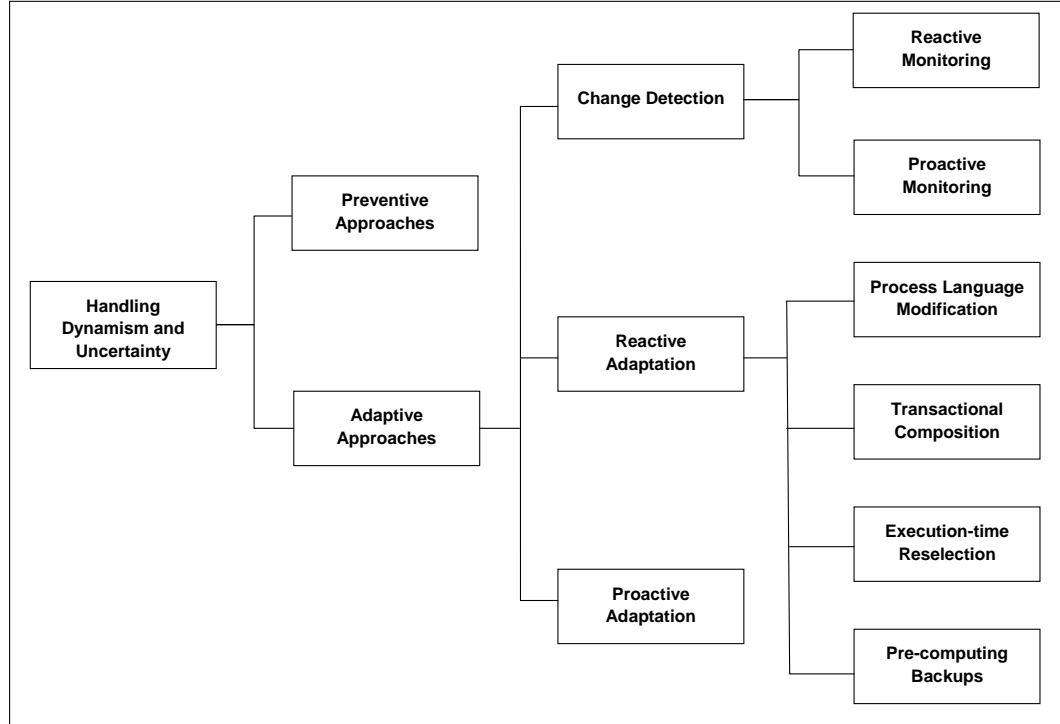 Handling
Dynamism and
Uncertainty
Preventive
Approaches
Adaptive
Approaches
Change Detection
Reactive
Adaptation
Proactive
Adaptation
Reactive
Monitoring
Proactive
Monitoring
Process Language
Modification
Transactional
Composition
Execution-time
Reselection
Pre-computing
Backups